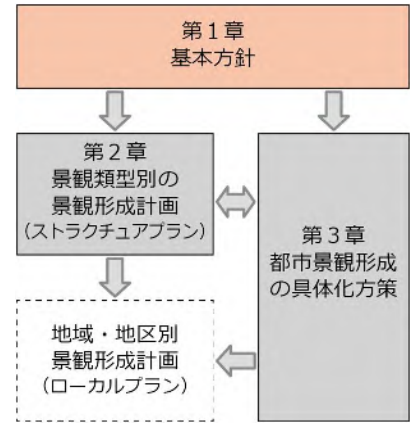 第１章
基本方針
第２章
景観類型別の
景観形成計画
（ストラクチュアプラン）
第３章
都市景観形成
の具体化方策
地域・地区別
景観形成計画
（ローカルプラン）